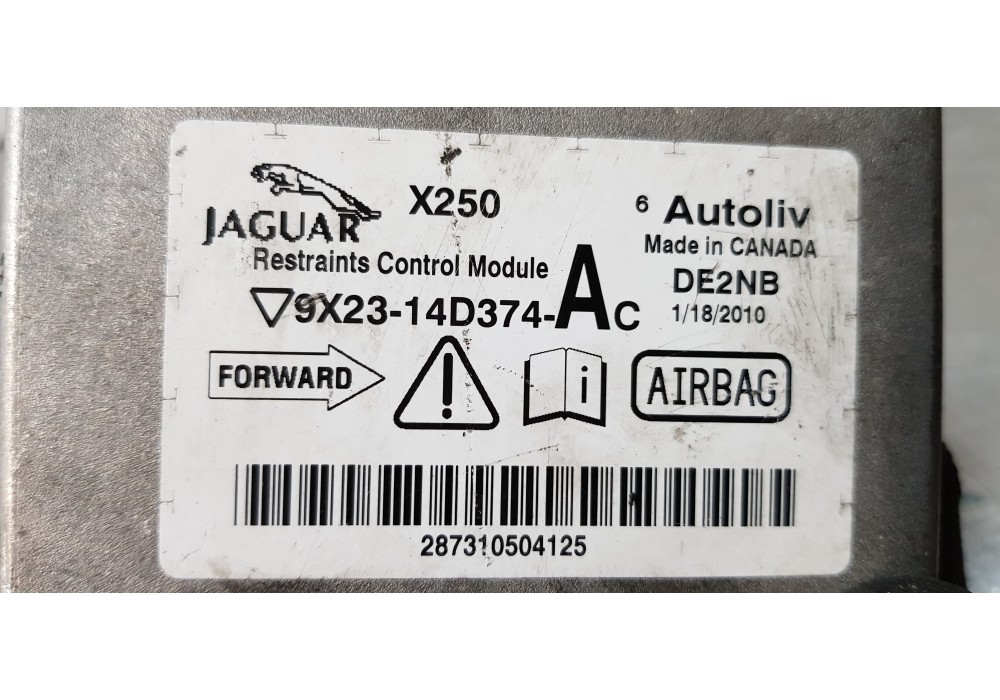 JAGUAR
X250
6 Autoliv
Made in CANADA
Restraints Control Module
DE2NB
9X23-14D374-AC
1/18/2010
FORWARD
!
i
AIRBAG
287310504125